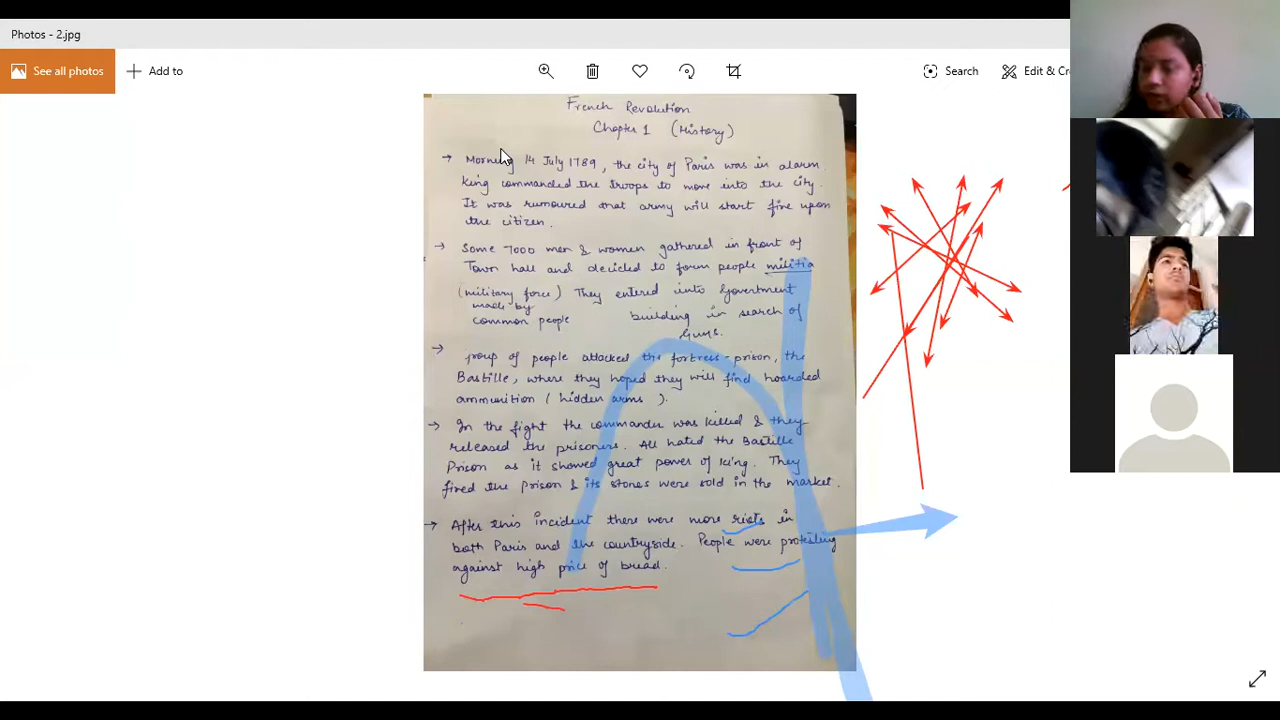 Photos - 2.jpg
See all photos
Add to
Search
Edit & Cr
French Revolution
Chapter 1 (History)
→ Morning 14 July 1789, the city of Paris was in alarm
King commanded the troops to move into the city.
It was rumoured that army will start fire upon
the citizen.
→ Some 7000 men & women gathered in front of
Town hall and decided to form people militia
(military force) They entered into Government
made by
common people building in search of
Guns.
→ group of people attacked the fortress-prison, the
Bastille, where they hoped they will find hoarded
ammunition (hidden arms).
→ In the fight the commander was killed & they
released the prisoners. All hated the Bastille
Prison as it showed great power of king. They
fired the prison & its stones were sold in the market.
→ After this incident there were more riots in
both Paris and the countryside. People were protesting
against high price of bread.